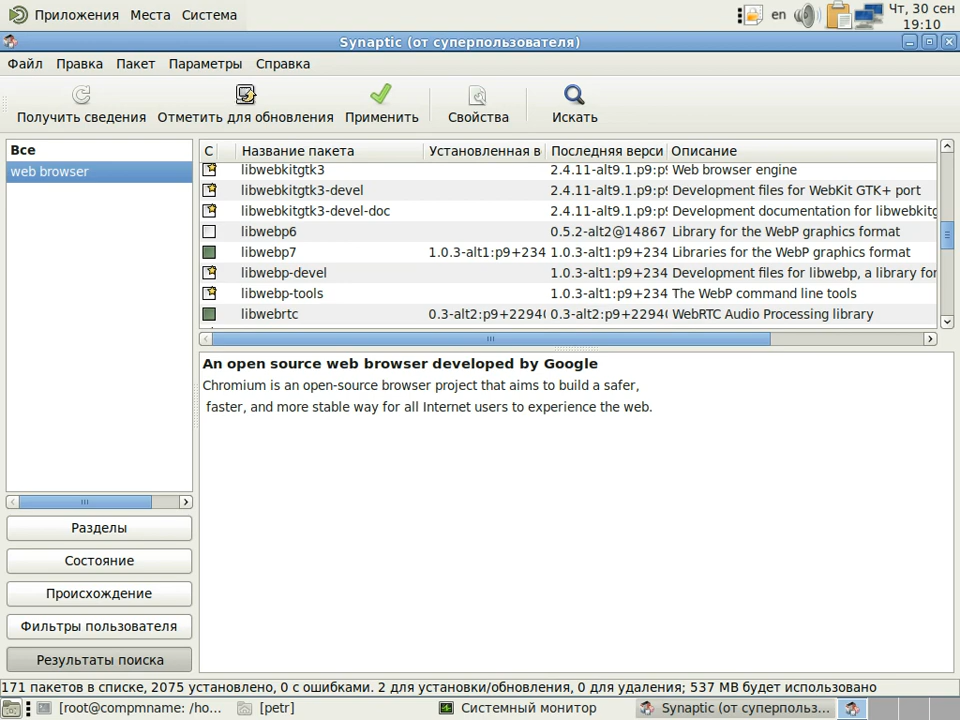 Приложения Места Система
en
Чт, 30 сен
19:10
Synaptic (от суперпользователя)
Файл Правка Пакет Параметры Справка
Получить сведения Отметить для обновления Применить Свойства Искать
Все
web browser
С Название пакета Установленная в Последняя верси Описание
libwebkitgtk3 2.4.11-alt9.1.p9:p9 Web browser engine
libwebkitgtk3-devel 2.4.11-alt9.1.p9:p9 Development files for WebKit GTK+ port
libwebkitgtk3-devel-doc 2.4.11-alt9.1.p9:p9 Development documentation for libwebkitg
libwebp6 0.5.2-alt2@14867 Library for the WebP graphics format
libwebp7 1.0.3-alt1:p9+234 1.0.3-alt1:p9+234 Libraries for the WebP graphics format
libwebp-devel 1.0.3-alt1:p9+234 Development files for libwebp, a library for
libwebp-tools 1.0.3-alt1:p9+234 The WebP command line tools
libwebrtc 0.3-alt2:p9+22940 0.3-alt2:p9+22940 WebRTC Audio Processing library
An open source web browser developed by Google
Chromium is an open-source browser project that aims to build a safer,
faster, and more stable way for all Internet users to experience the web.
Разделы
Состояние
Происхождение
Фильтры пользователя
Результаты поиска
171 пакетов в списке, 2075 установлено, 0 с ошибками. 2 для установки/обновления, 0 для удаления; 537 MB будет использовано
[root@compmname: /ho... [petr] Системный монитор Synaptic (от суперпольз...